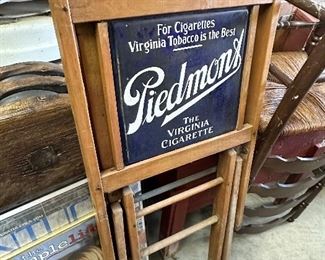 For Cigarettes
Virginia Tobacco is the Best
Piedmont
THE
VIRGINIA
CIGARETTE